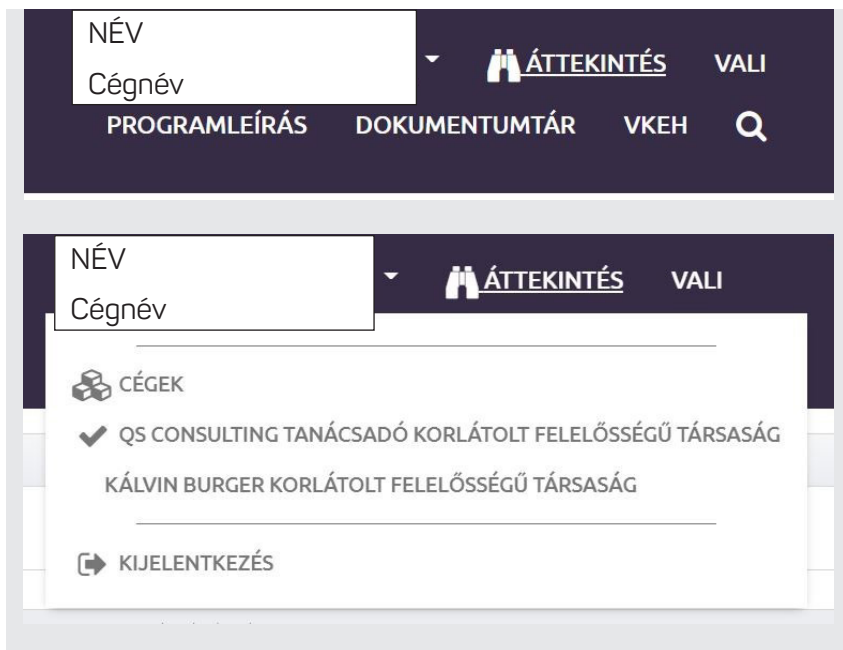 NÉV
Cégnév
ÁTTEKINTÉS VALI
PROGRAMLEÍRÁS DOKUMENTUMTÁR VKEH
NÉV
Cégnév
ÁTTEKINTÉS VALI
CÉGEK
QS CONSULTING TANÁCSADÓ KORLÁTOLT FELELŐSSÉGŰ TÁRSASÁG
KÁLVIN BURGER KORLÁTOLT FELELŐSSÉGŰ TÁRSASÁG
KIJELENTKEZÉS